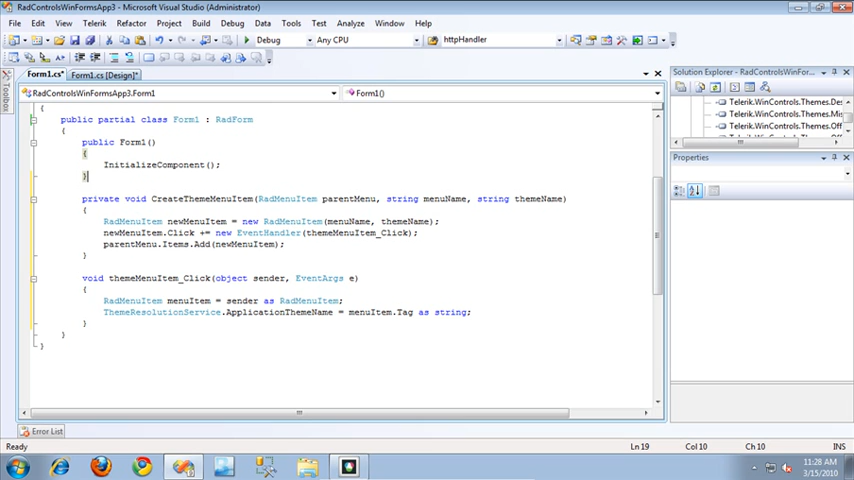 RadControlsWinFormsApp3 - Microsoft Visual Studio (Administrator)
File Edit View Telerik Refactor Project Build Debug Data Tools Test Analyze Window Help
Debug Any CPU httpHandler
Form1.cs* Form1.cs [Design]*
Solution Explorer - RadWinFor...
RadControlsWinFormsApp3.Form1 Form1()
Telerik.WinControls.Themes.De
Telerik.WinControls.Themes.Mi
Telerik.WinControls.Themes.Off
Toolbox
Properties
{
public partial class Form1 : RadForm
{
public Form1()
{
InitializeComponent();
}
private void CreateThemeMenuItem(RadMenuItem parentMenu, string menuName, string themeName)
{
RadMenuItem newMenuItem = new RadMenuItem(menuName, themeName);
newMenuItem.Click += new EventHandler(themeMenuItem_Click);
parentMenu.Items.Add(newMenuItem);
}
void themeMenuItem_Click(object sender, EventArgs e)
{
RadMenuItem menuItem = sender as RadMenuItem;
ThemeResolutionService.ApplicationThemeName = menuItem.Tag as string;
}
}
}
Error List
Ready Ln 19 Col 10 Ch 10 INS
11:28 AM
3/15/2010